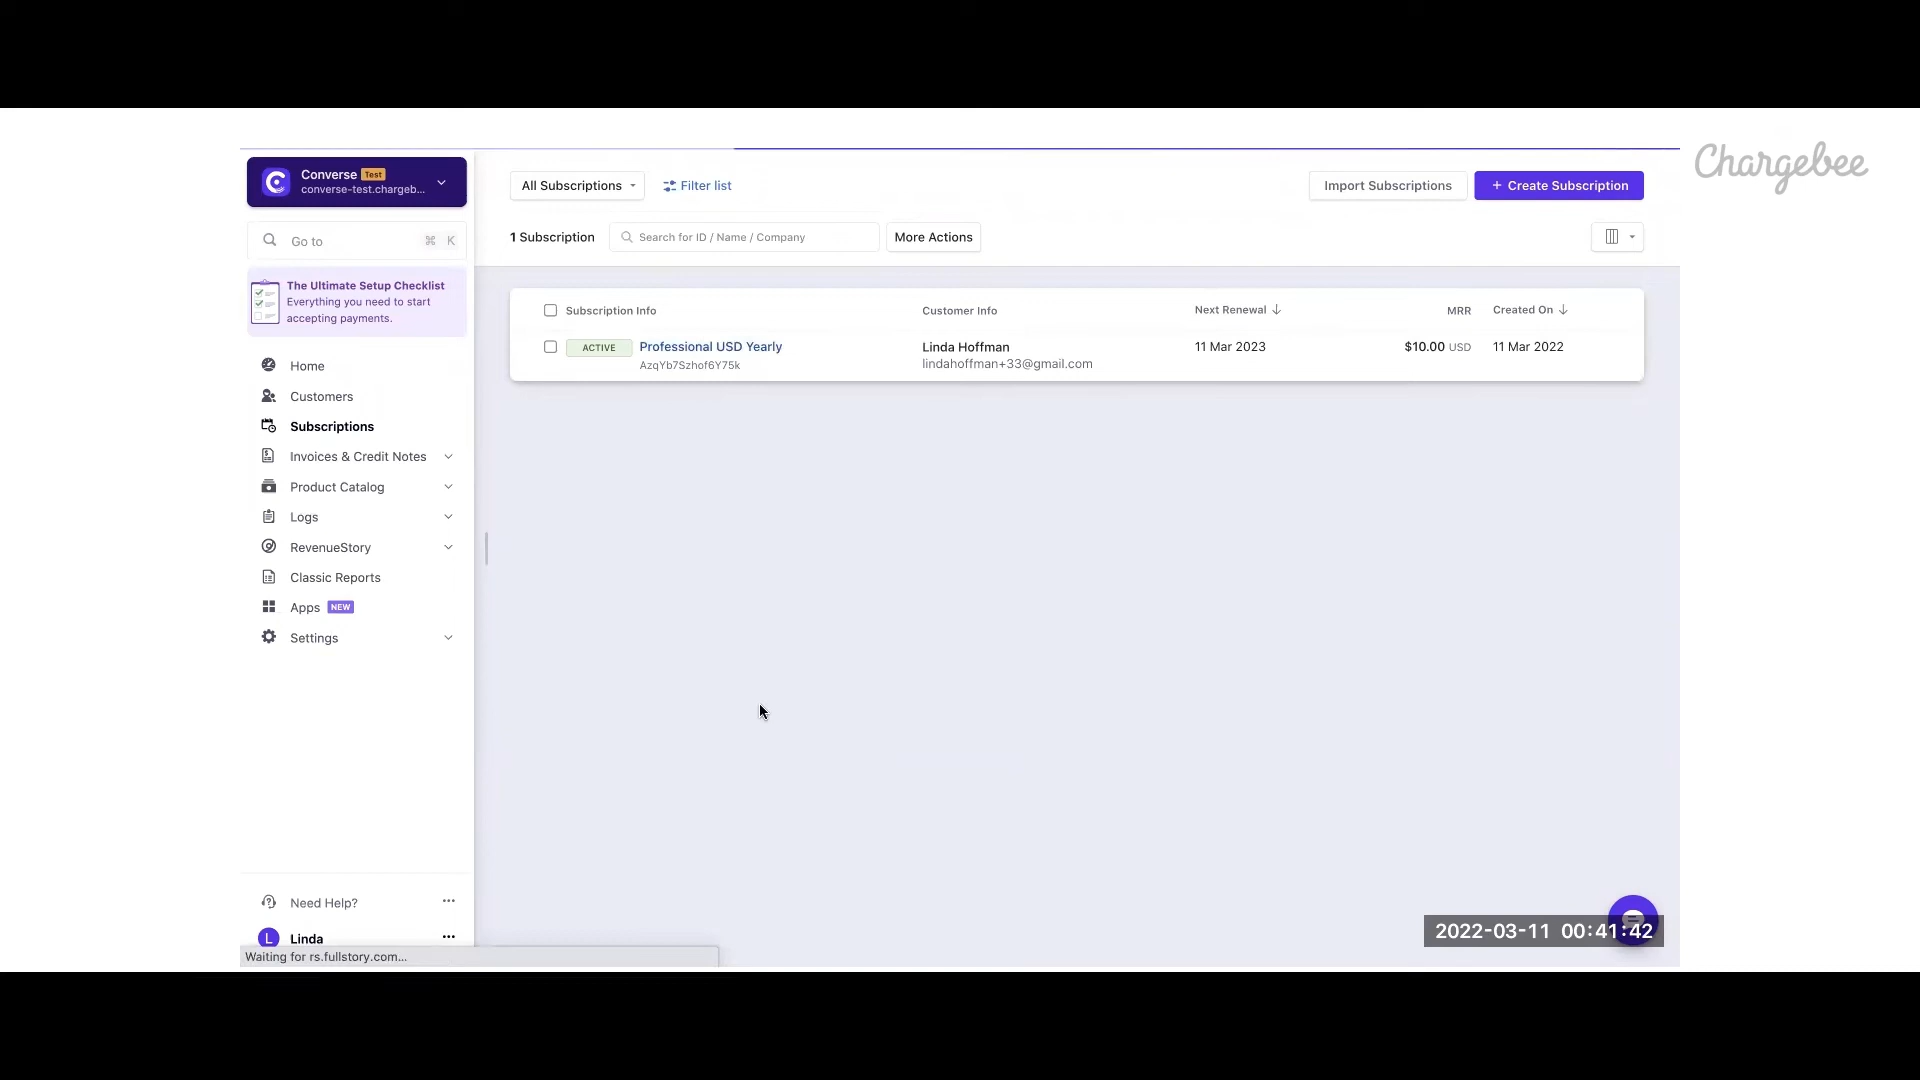 Chargebee
Converse Test
converse-test.chargeb...
Go to ⌘ K
The Ultimate Setup Checklist
Everything you need to start
accepting payments.
Home
Customers
Subscriptions
Invoices & Credit Notes
Product Catalog
Logs
RevenueStory
Classic Reports
Apps NEW
Settings
Need Help?
L Linda
Waiting for rs.fullstory.com...
All Subscriptions
Filter list
Import Subscriptions
+ Create Subscription
1 Subscription
Search for ID / Name / Company
More Actions
Subscription Info Customer Info Next Renewal MRR Created On
ACTIVE Professional USD Yearly Linda Hoffman 11 Mar 2023 $10.00 USD 11 Mar 2022
AzqYb7Szhof6Y75k lindahoffman+33@gmail.com
2022-03-11 00:41:42